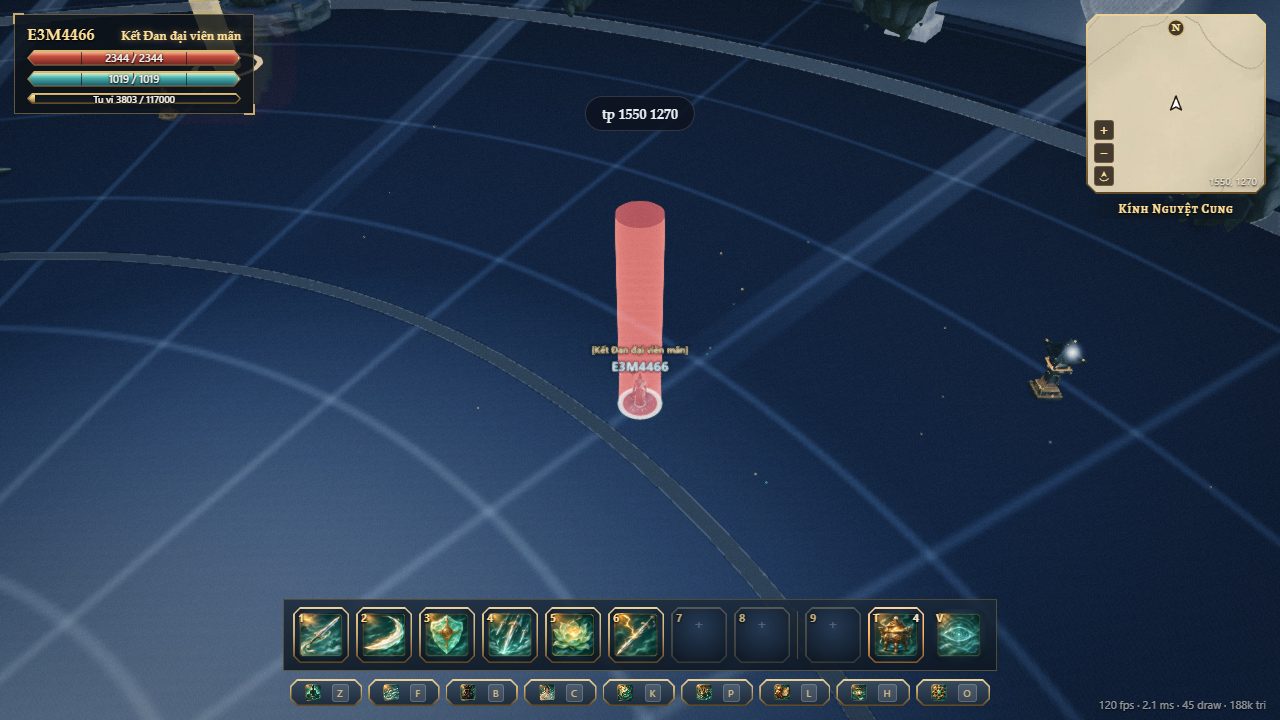 E3M4466 Kết Đan đại viên mãn
2344 / 2344
1019 / 1019
Tu vi 3803 / 117000
tp 1550 1270
N
+
−
1550, 1270
Kính Nguyệt Cung
[Kết Đan đại viên mãn]
E3M4466
1 2 3 4 5 6 7 + 8 + 9 + T 4 V
Z F B C K P L H O
120 fps · 2.1 ms · 45 draw · 188k tri